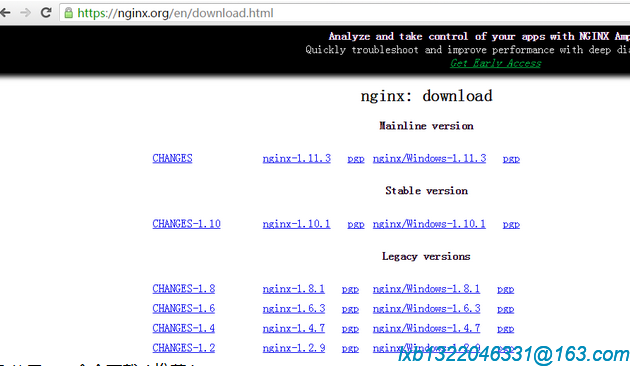 https://nginx.org/en/download.html
Analyze and take control of your apps with NGINX Amp
Quickly troubleshoot and improve performance with deep dia
Get Early Access
nginx: download
Mainline version
CHANGES nginx-1.11.3 pgp nginx/Windows-1.11.3 pgp
Stable version
CHANGES-1.10 nginx-1.10.1 pgp nginx/Windows-1.10.1 pgp
Legacy versions
CHANGES-1.8 nginx-1.8.1 pgp nginx/Windows-1.8.1 pgp
CHANGES-1.6 nginx-1.6.3 pgp nginx/Windows-1.6.3 pgp
CHANGES-1.4 nginx-1.4.7 pgp nginx/Windows-1.4.7 pgp
CHANGES-1.2 nginx-1.2.9 pgp nginx/Windows-1.2.9 pgp
lxb1322046331@163.com